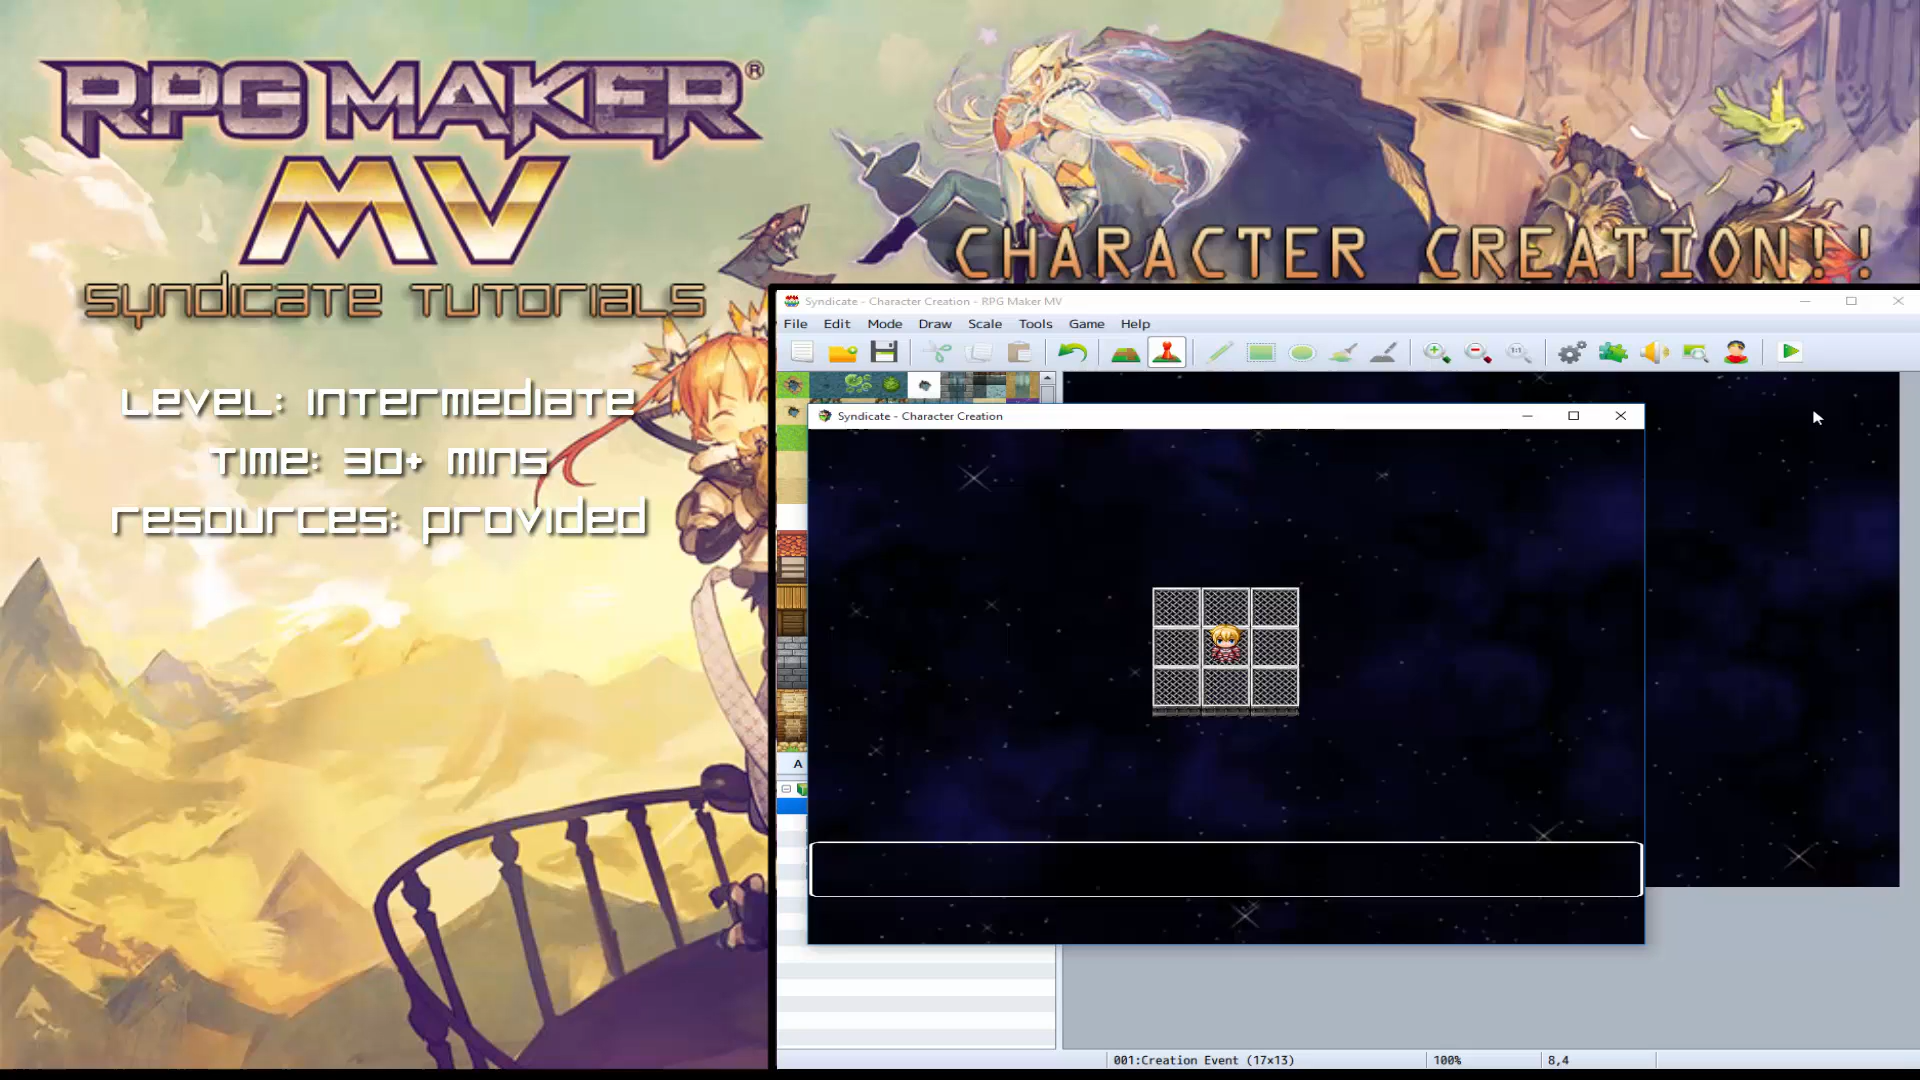 RPG MAKER®
MV
SYNDICATE TUTORIALS
Level: Intermediate
Time: 30+ mins
resources: provided
CHARACTER CREATION!!
Syndicate - Character Creation - RPG Maker MV
File Edit Mode Draw Scale Tools Game Help
1:1
Syndicate - Character Creation
A
001:Creation Event (17x13) 100% 8,4